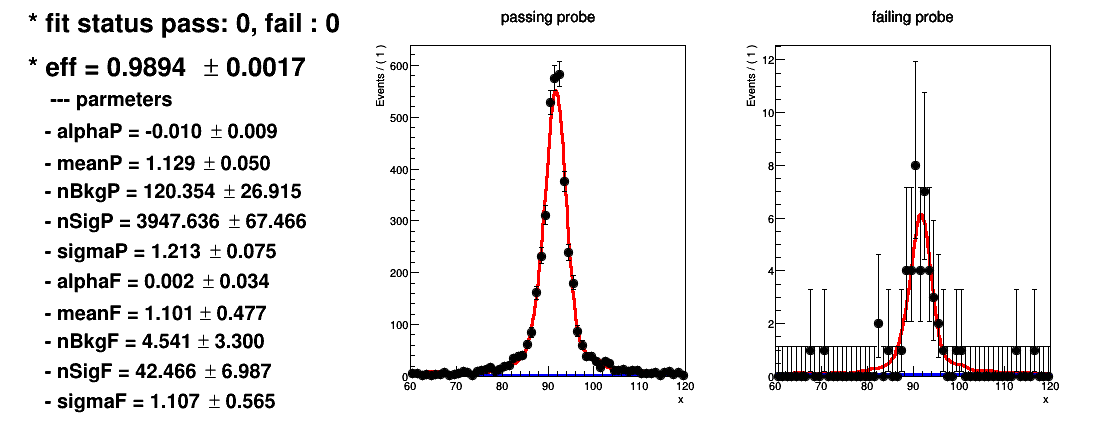 * fit status pass: 0, fail : 0
* eff = 0.9894 ± 0.0017
--- parmeters
- alphaP = -0.010 ± 0.009
- meanP = 1.129 ± 0.050
- nBkgP = 120.354 ± 26.915
- nSigP = 3947.636 ± 67.466
- sigmaP = 1.213 ± 0.075
- alphaF = 0.002 ± 0.034
- meanF = 1.101 ± 0.477
- nBkgF = 4.541 ± 3.300
- nSigF = 42.466 ± 6.987
- sigmaF = 1.107 ± 0.565
passing probe
Events / ( 1 )
600
500
400
300
200
100
0
60 70 80 90 100 110 120
x
failing probe
Events / ( 1 )
12
10
8
6
4
2
0
60 70 80 90 100 110 120
x